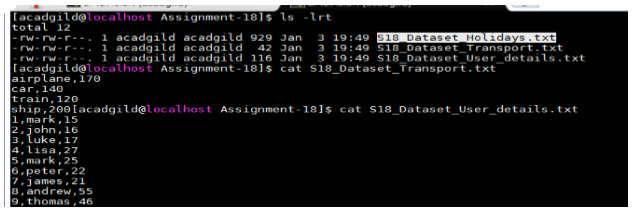 [acadgild@localhost Assignment-18]$ ls -lrt
total 12
-rw-rw-r--. 1 acadgild acadgild 929 Jan  3 19:49 S18_Dataset_Holidays.txt
-rw-rw-r--. 1 acadgild acadgild  42 Jan  3 19:49 S18_Dataset_Transport.txt
-rw-rw-r--. 1 acadgild acadgild 116 Jan  3 19:49 S18_Dataset_User_details.txt
[acadgild@localhost Assignment-18]$ cat S18_Dataset_Transport.txt
airplane,170
car,140
train,120
ship,200[acadgild@localhost Assignment-18]$ cat S18_Dataset_User_details.txt
1,mark,15
2,john,16
3,luke,17
4,lisa,27
5,mark,25
6,peter,22
7,james,21
8,andrew,55
9,thomas,46